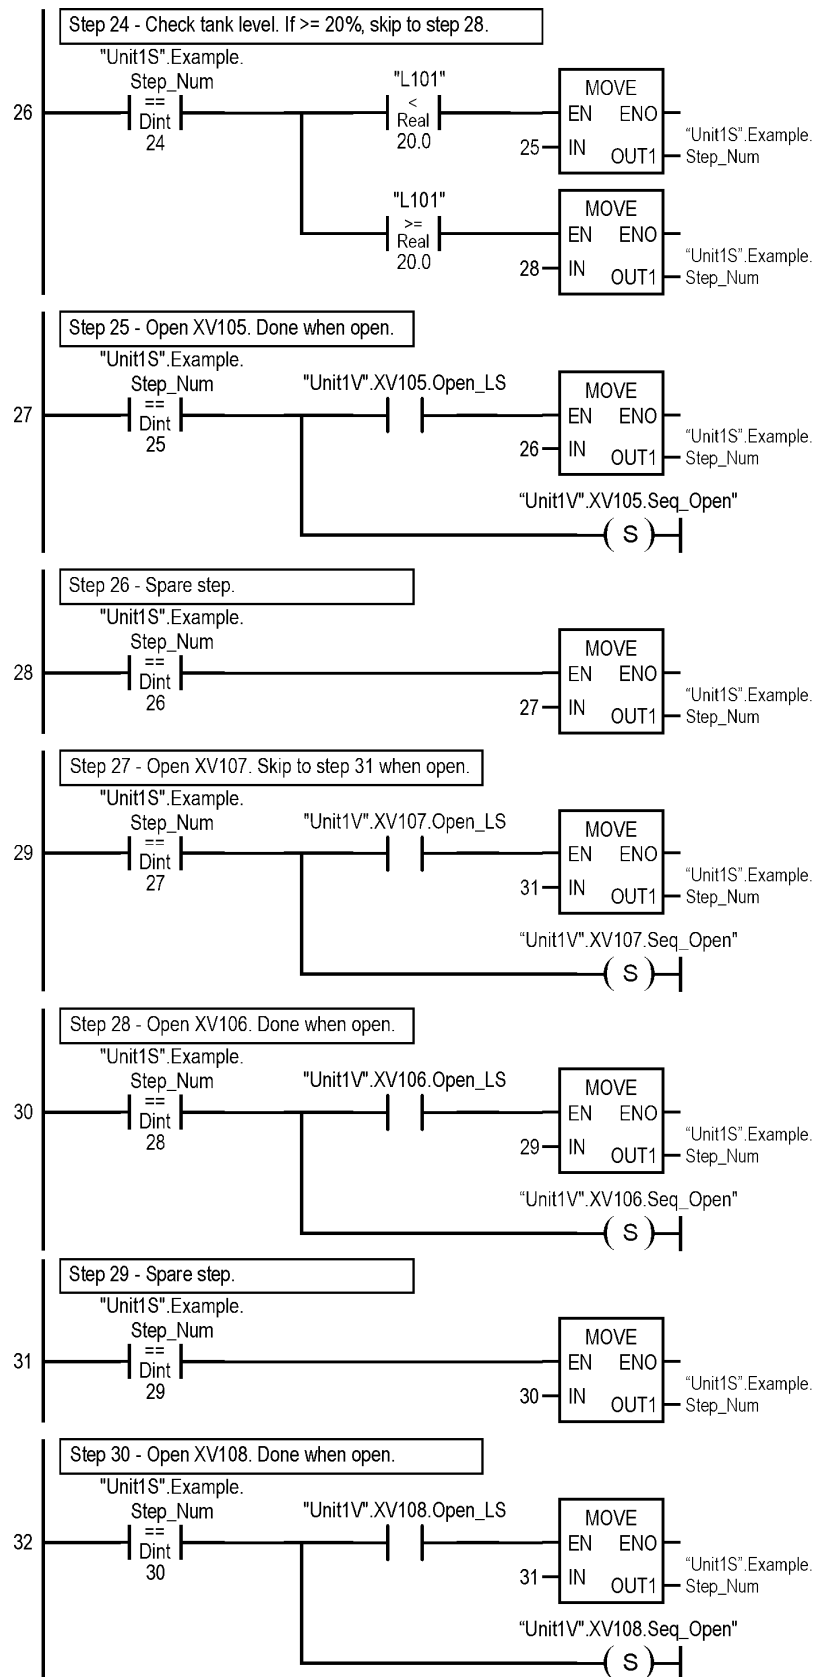 Step 24 - Check tank level. If >= 20%, skip to step 28.
"Unit1S".Example.
Step_Num
==
Dint
24
26
"L101"
<
Real
20.0
MOVE
EN ENO
25
IN
OUT1
“Unit1S”.Example.
Step_Num
"L101"
>=
Real
20.0
MOVE
EN ENO
28
IN
OUT1
“Unit1S”.Example.
Step_Num
Step 25 - Open XV105. Done when open.
"Unit1S".Example.
Step_Num
==
Dint
25
27
"Unit1V".XV105.Open_LS
MOVE
EN ENO
26
IN
OUT1
“Unit1S”.Example.
Step_Num
“Unit1V".XV105.Seq_Open"
S
Step 26 - Spare step.
"Unit1S".Example.
Step_Num
==
Dint
26
28
MOVE
EN ENO
27
IN
OUT1
“Unit1S”.Example.
Step_Num
Step 27 - Open XV107. Skip to step 31 when open.
"Unit1S".Example.
Step_Num
==
Dint
27
29
"Unit1V".XV107.Open_LS
MOVE
EN ENO
31
IN
OUT1
“Unit1S”.Example.
Step_Num
“Unit1V".XV107.Seq_Open"
S
Step 28 - Open XV106. Done when open.
"Unit1S".Example.
Step_Num
==
Dint
28
30
"Unit1V".XV106.Open_LS
MOVE
EN ENO
29
IN
OUT1
“Unit1S”.Example.
Step_Num
“Unit1V".XV106.Seq_Open"
S
Step 29 - Spare step.
"Unit1S".Example.
Step_Num
==
Dint
29
31
MOVE
EN ENO
30
IN
OUT1
“Unit1S”.Example.
Step_Num
Step 30 - Open XV108. Done when open.
"Unit1S".Example.
Step_Num
==
Dint
30
32
"Unit1V".XV108.Open_LS
MOVE
EN ENO
31
IN
OUT1
“Unit1S”.Example.
Step_Num
“Unit1V".XV108.Seq_Open"
S